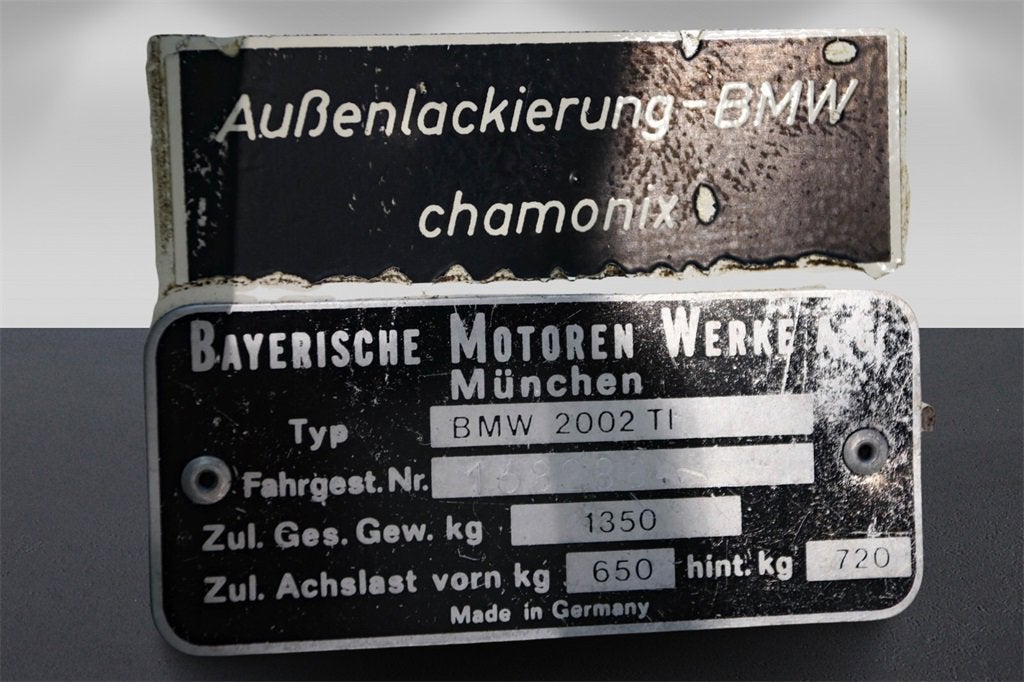 Außenlackierung-BMW
chamonix
BAYERISCHE MOTOREN WERKE A.G.
München
Typ BMW 2002 TI
Fahrgest. Nr.
Zul. Ges. Gew. kg 1350
Zul. Achslast vorn kg 650 hint. kg 720
Made in Germany